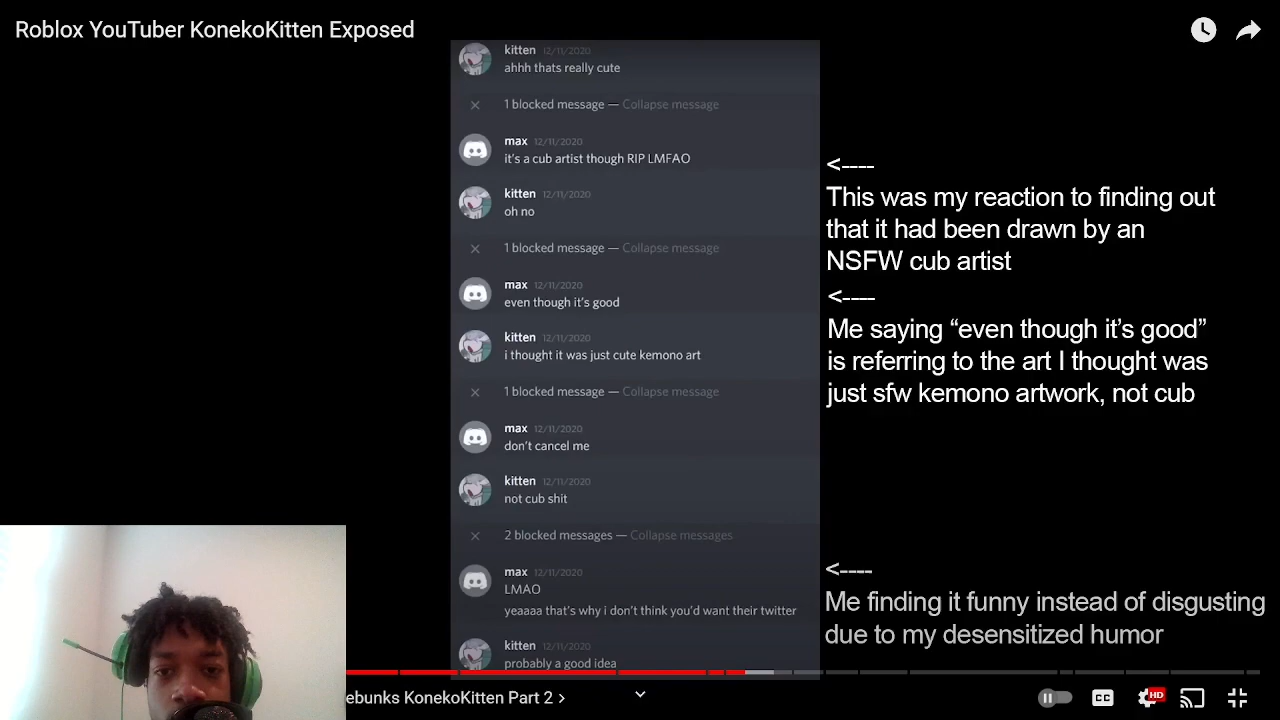 Roblox YouTuber KonekoKitten Exposed
kitten 12/11/2020
ahhh thats really cute
1 blocked message — Collapse message
max 12/11/2020
it's a cub artist though RIP LMFAO
kitten 12/11/2020
oh no
1 blocked message — Collapse message
max 12/11/2020
even though it's good
kitten 12/11/2020
i thought it was just cute kemono art
1 blocked message — Collapse message
max 12/11/2020
don't cancel me
kitten 12/11/2020
not cub shit
2 blocked messages — Collapse messages
max 12/11/2020
LMAO
yeaaaa that's why i don't think you'd want their twitter
kitten 12/11/2020
probably a good idea
<----
This was my reaction to finding out
that it had been drawn by an
NSFW cub artist
<----
Me saying “even though it’s good”
is referring to the art I thought was
just sfw kemono artwork, not cub
<----
Me finding it funny instead of disgusting
due to my desensitized humor
ebunks KonekoKitten Part 2 >
CC
HD